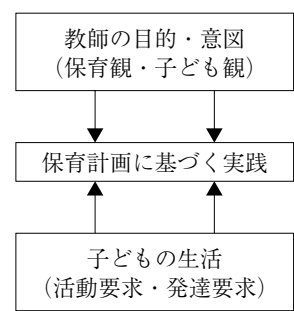 教師の目的・意図
（保育観・子ども観）
保育計画に基づく実践
子どもの生活
（活動要求・発達要求）